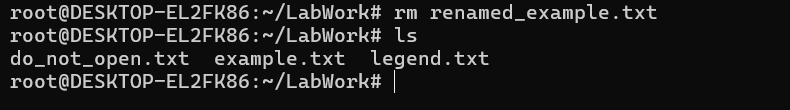 root@DESKTOP-EL2FK86:~/LabWork# rm renamed_example.txt
root@DESKTOP-EL2FK86:~/LabWork# ls
do_not_open.txt  example.txt  legend.txt
root@DESKTOP-EL2FK86:~/LabWork#